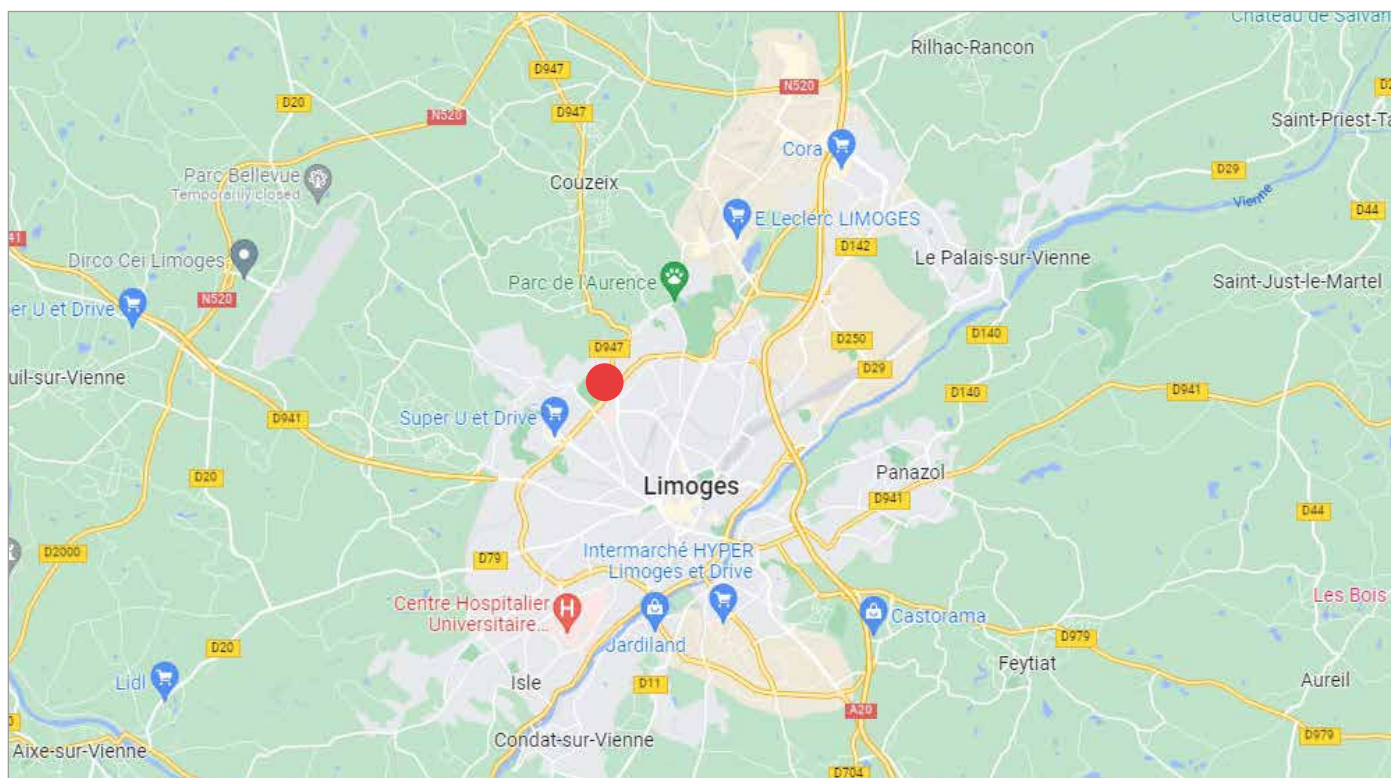 Château de Salvan
Rilhac-Rancon
D947
N520
D20
D947
N520
Saint-Priest-Ta
Cora
Parc Bellevue
Temporarily closed
Couzeix
D29
Vienne
D44
E.Leclerc LIMOGES
41
D142
Dirco Cei Limoges
Le Palais-sur-Vienne
Parc de l'Aurence
Saint-Just-le-Martel
N520
er U et Drive
D140
D250
D947
D29
uil-sur-Vienne
D140
D941
Super U et Drive
D941
D20
Panazol
Limoges
D941
D44
D2000
D79
Intermarché HYPER
Limoges et Drive
Centre Hospitalier
Universitaire...
Les Bois
Castorama
D979
Jardiland
D20
Feytiat
Lidl
Isle
D11
Aureil
A20
Condat-sur-Vienne
D979
Aixe-sur-Vienne
D704